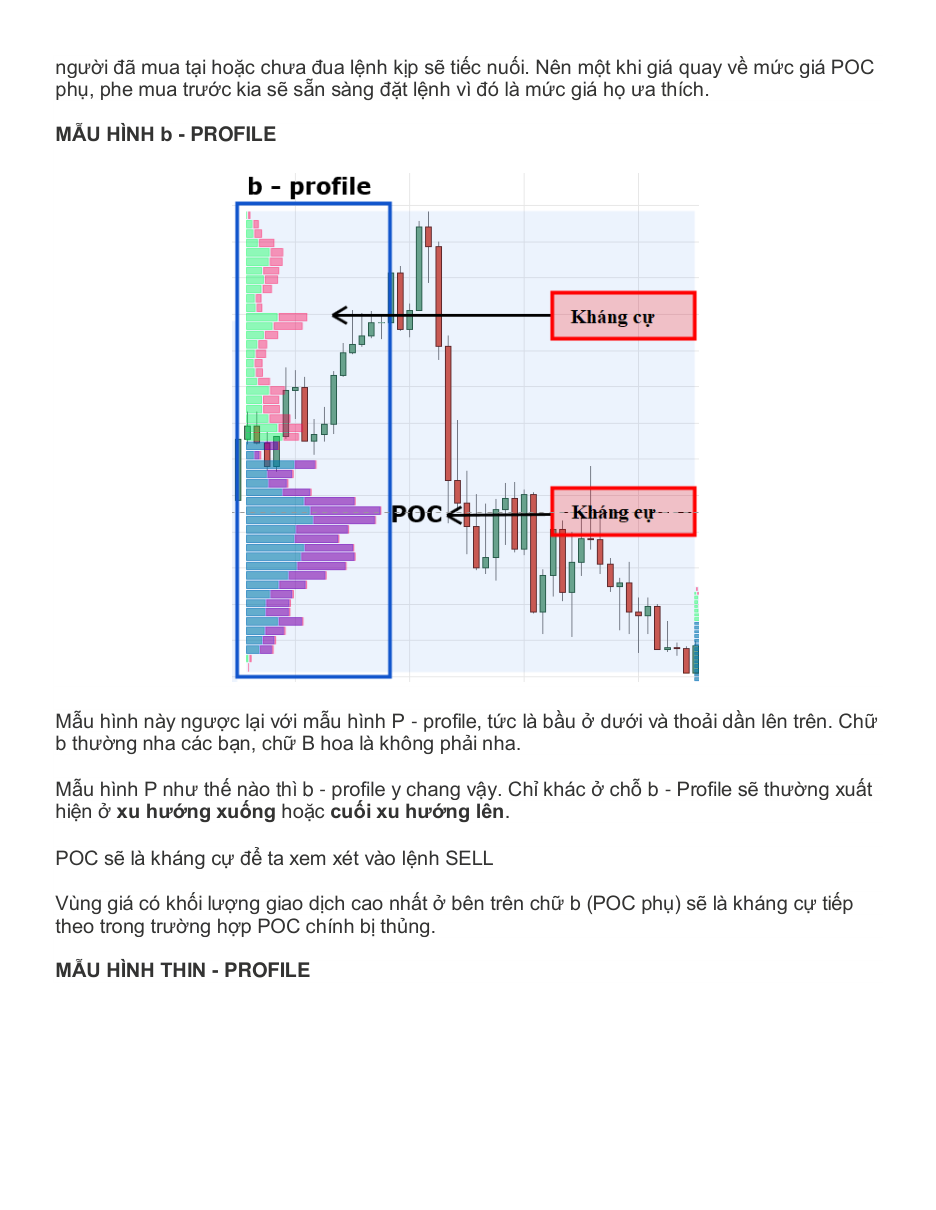 người đã mua tại hoặc chưa đua lệnh kịp sẽ tiếc nuối. Nên một khi giá quay về mức giá POC
phụ, phe mua trước kia sẽ sẵn sàng đặt lệnh vì đó là mức giá họ ưa thích.
MẪU HÌNH b - PROFILE
b – profile
Kháng cự
POC
Kháng cự
Mẫu hình này ngược lại với mẫu hình P - profile, tức là bầu ở dưới và thoải dần lên trên. Chữ
b thường nha các bạn, chữ B hoa là không phải nha.
Mẫu hình P như thế nào thì b - profile y chang vậy. Chỉ khác ở chỗ b - Profile sẽ thường xuất
hiện ở xu hướng xuống hoặc cuối xu hướng lên.
POC sẽ là kháng cự để ta xem xét vào lệnh SELL
Vùng giá có khối lượng giao dịch cao nhất ở bên trên chữ b (POC phụ) sẽ là kháng cự tiếp
theo trong trường hợp POC chính bị thủng.
MẪU HÌNH THIN - PROFILE